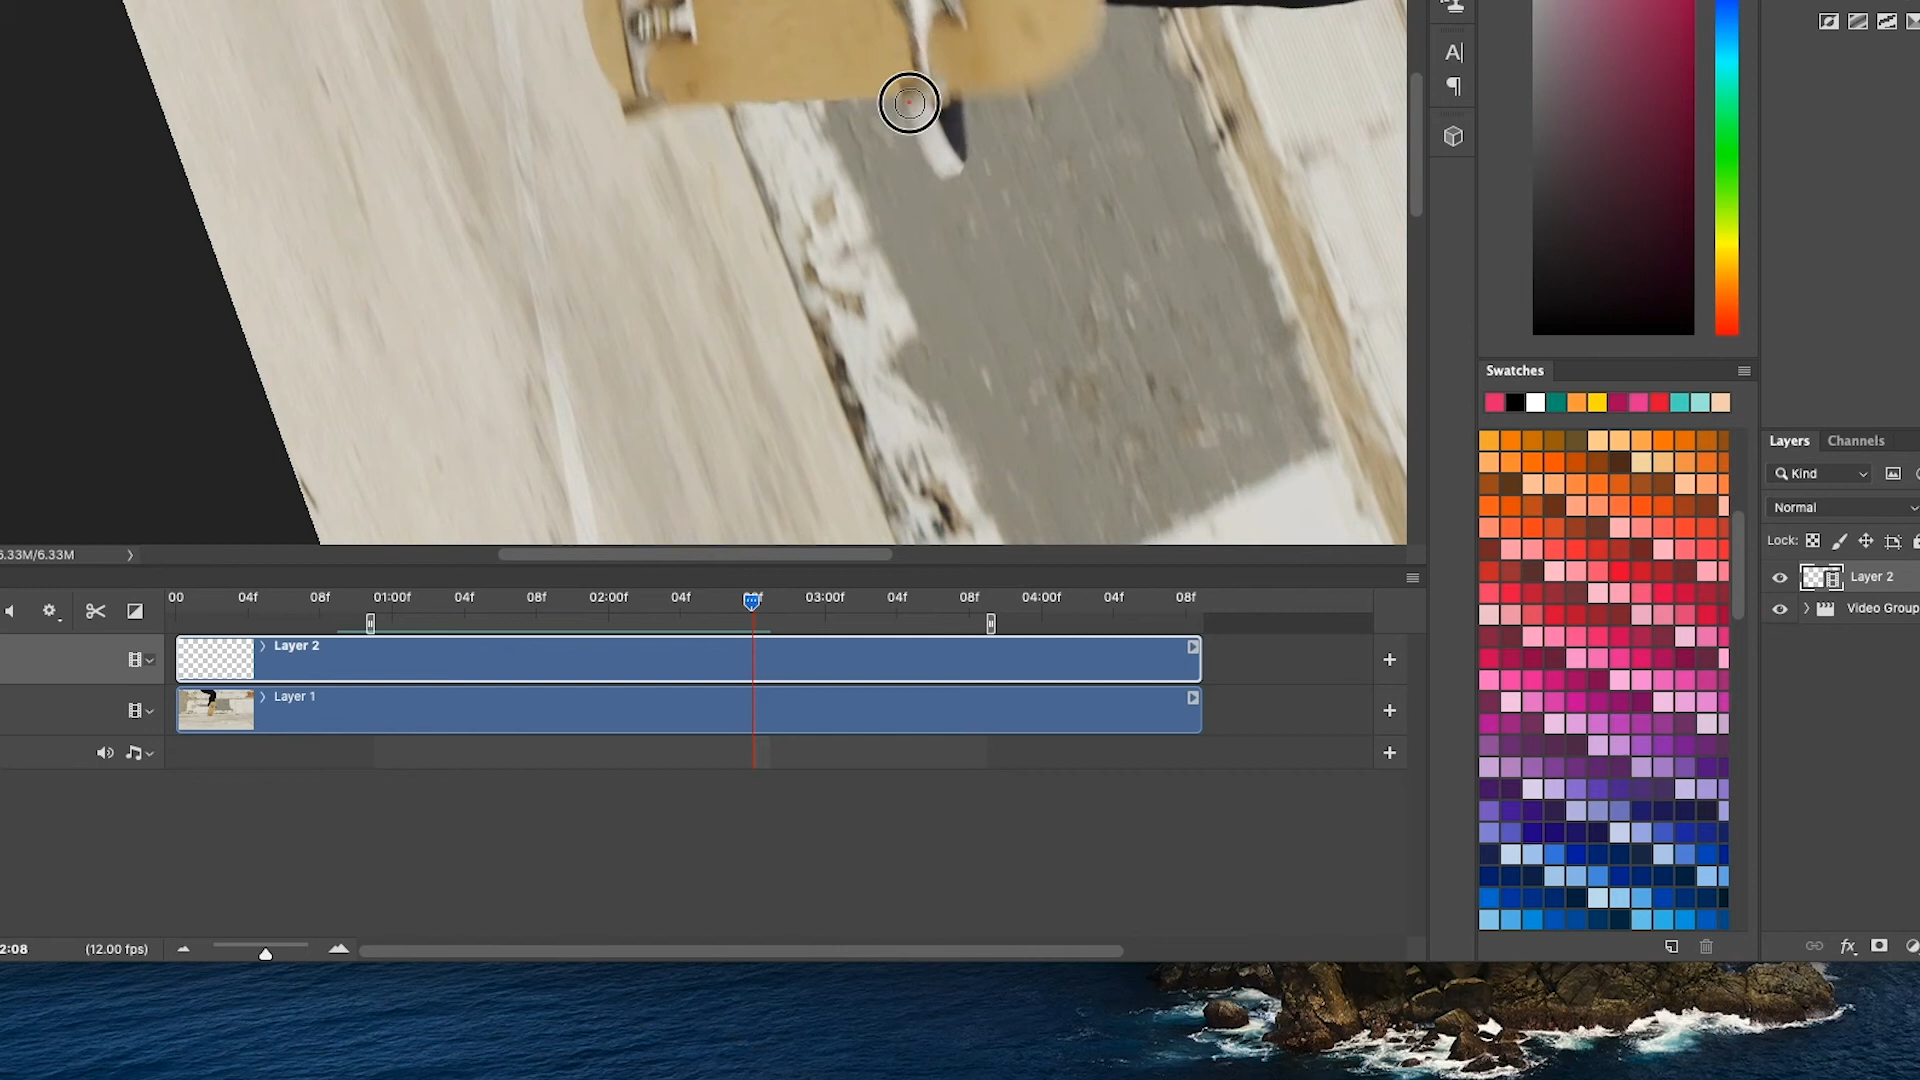 A|
Swatches
Layers Channels
Kind
Normal
Lock:
Layer 2
Video Group
6.33M/6.33M
00 04f 08f 01:00f 04f 08f 02:00f 04f 03:00f 04f 08f 04:00f 04f 08f
Layer 2
Layer 1
2:08 (12.00 fps)
fx